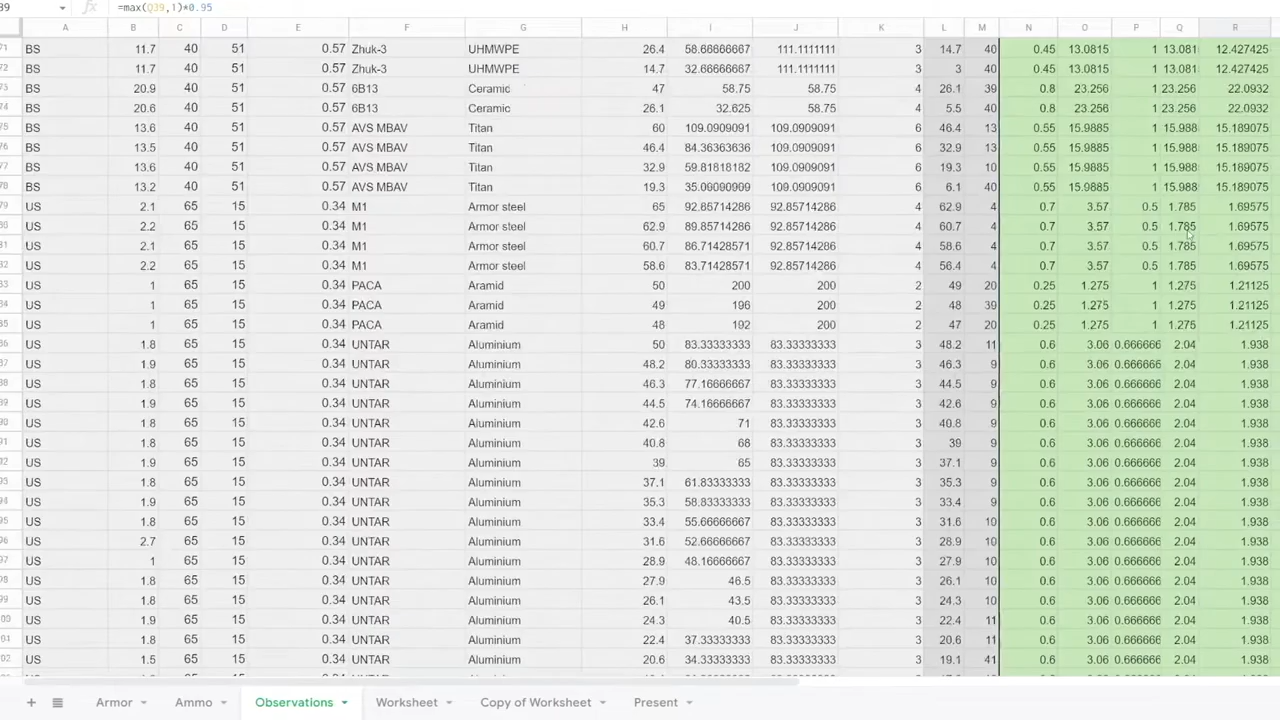 39 fx =max(Q39,1)*0.95
A B C D E F G H I J K L M N O P Q R
71 BS 11.7 40 51 0.57 Zhuk-3 UHMWPE 26.4 58.66666667 111.1111111 3 14.7 40 0.45 13.0815 1 13.081 12.427425
72 BS 11.7 40 51 0.57 Zhuk-3 UHMWPE 14.7 32.66666667 111.1111111 3 3 40 0.45 13.0815 1 13.081 12.427425
73 BS 20.9 40 51 0.57 6B13 Ceramic 47 58.75 58.75 4 26.1 39 0.8 23.256 1 23.256 22.0932
74 BS 20.6 40 51 0.57 6B13 Ceramic 26.1 32.625 58.75 4 5.5 40 0.8 23.256 1 23.256 22.0932
75 BS 13.6 40 51 0.57 AVS MBAV Titan 60 109.0909091 109.0909091 6 46.4 13 0.55 15.9885 1 15.988 15.189075
76 BS 13.5 40 51 0.57 AVS MBAV Titan 46.4 84.36363636 109.0909091 6 32.9 13 0.55 15.9885 1 15.988 15.189075
77 BS 13.6 40 51 0.57 AVS MBAV Titan 32.9 59.81818182 109.0909091 6 19.3 10 0.55 15.9885 1 15.988 15.189075
78 BS 13.2 40 51 0.57 AVS MBAV Titan 19.3 35.09090909 109.0909091 6 6.1 40 0.55 15.9885 1 15.988 15.189075
79 US 2.1 65 15 0.34 M1 Armor steel 65 92.85714286 92.85714286 4 62.9 4 0.7 3.57 0.5 1.785 1.69575
80 US 2.2 65 15 0.34 M1 Armor steel 62.9 89.85714286 92.85714286 4 60.7 4 0.7 3.57 0.5 1.785 1.69575
81 US 2.1 65 15 0.34 M1 Armor steel 60.7 86.71428571 92.85714286 4 58.6 4 0.7 3.57 0.5 1.785 1.69575
82 US 2.2 65 15 0.34 M1 Armor steel 58.6 83.71428571 92.85714286 4 56.4 4 0.7 3.57 0.5 1.785 1.69575
83 US 1 65 15 0.34 PACA Aramid 50 200 200 2 49 20 0.25 1.275 1 1.275 1.21125
84 US 1 65 15 0.34 PACA Aramid 49 196 200 2 48 39 0.25 1.275 1 1.275 1.21125
85 US 1 65 15 0.34 PACA Aramid 48 192 200 2 47 20 0.25 1.275 1 1.275 1.21125
86 US 1.9 65 15 0.34 UNTAR Aluminium 50 83.33333333 83.33333333 3 48.2 11 0.6 3.06 0.666666 2.04 1.938
87 US 1.9 65 15 0.34 UNTAR Aluminium 48.2 80.33333333 83.33333333 3 46.3 9 0.6 3.06 0.666666 2.04 1.938
88 US 1.8 65 15 0.34 UNTAR Aluminium 46.3 77.16666667 83.33333333 3 44.5 9 0.6 3.06 0.666666 2.04 1.938
89 US 1.9 65 15 0.34 UNTAR Aluminium 44.5 74.16666667 83.33333333 3 42.6 9 0.6 3.06 0.666666 2.04 1.938
90 US 1.8 65 15 0.34 UNTAR Aluminium 42.6 71 83.33333333 3 40.8 9 0.6 3.06 0.666666 2.04 1.938
91 US 1.8 65 15 0.34 UNTAR Aluminium 40.8 68 83.33333333 3 39 9 0.6 3.06 0.666666 2.04 1.938
92 US 1.9 65 15 0.34 UNTAR Aluminium 39 65 83.33333333 3 37.1 9 0.6 3.06 0.666666 2.04 1.938
93 US 1.8 65 15 0.34 UNTAR Aluminium 37.1 61.83333333 83.33333333 3 35.3 9 0.6 3.06 0.666666 2.04 1.938
94 US 1.9 65 15 0.34 UNTAR Aluminium 35.3 58.83333333 83.33333333 3 33.4 9 0.6 3.06 0.666666 2.04 1.938
95 US 1.8 65 15 0.34 UNTAR Aluminium 33.4 55.66666667 83.33333333 3 31.6 10 0.6 3.06 0.666666 2.04 1.938
96 US 2.7 65 15 0.34 UNTAR Aluminium 31.6 52.66666667 83.33333333 3 28.9 10 0.6 3.06 0.666666 2.04 1.938
97 US 1 65 15 0.34 UNTAR Aluminium 28.9 48.16666667 83.33333333 3 27.9 10 0.6 3.06 0.666666 2.04 1.938
98 US 1.8 65 15 0.34 UNTAR Aluminium 27.9 46.5 83.33333333 3 26.1 10 0.6 3.06 0.666666 2.04 1.938
99 US 1.8 65 15 0.34 UNTAR Aluminium 26.1 43.5 83.33333333 3 24.3 10 0.6 3.06 0.666666 2.04 1.938
00 US 1.9 65 15 0.34 UNTAR Aluminium 24.3 40.5 83.33333333 3 22.4 11 0.6 3.06 0.666666 2.04 1.938
01 US 1.8 65 15 0.34 UNTAR Aluminium 22.4 37.33333333 83.33333333 3 20.6 11 0.6 3.06 0.666666 2.04 1.938
02 US 1.5 65 15 0.34 UNTAR Aluminium 20.6 34.33333333 83.33333333 3 19.1 41 0.6 3.06 0.666666 2.04 1.938
+ Armor Ammo Observations Worksheet Copy of Worksheet Present